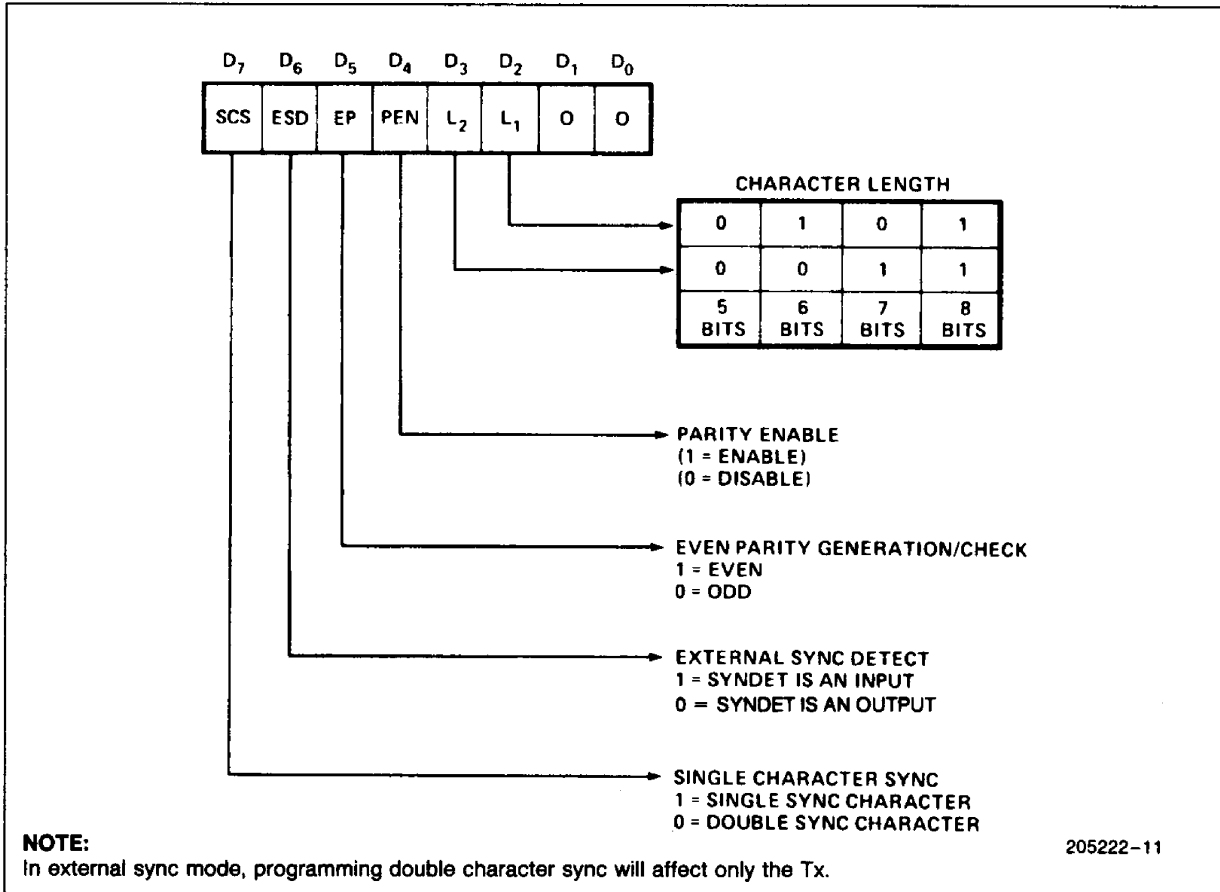 D7 D6 D5 D4 D3 D2 D1 D0
SCS ESD EP PEN L2 L1 0 0
CHARACTER LENGTH
0 1 0 1
0 0 1 1
5 BITS 6 BITS 7 BITS 8 BITS
PARITY ENABLE
(1 = ENABLE)
(0 = DISABLE)
EVEN PARITY GENERATION/CHECK
1 = EVEN
0 = ODD
EXTERNAL SYNC DETECT
1 = SYNDET IS AN INPUT
0 = SYNDET IS AN OUTPUT
SINGLE CHARACTER SYNC
1 = SINGLE SYNC CHARACTER
0 = DOUBLE SYNC CHARACTER
NOTE:
In external sync mode, programming double character sync will affect only the Tx.
205222-11